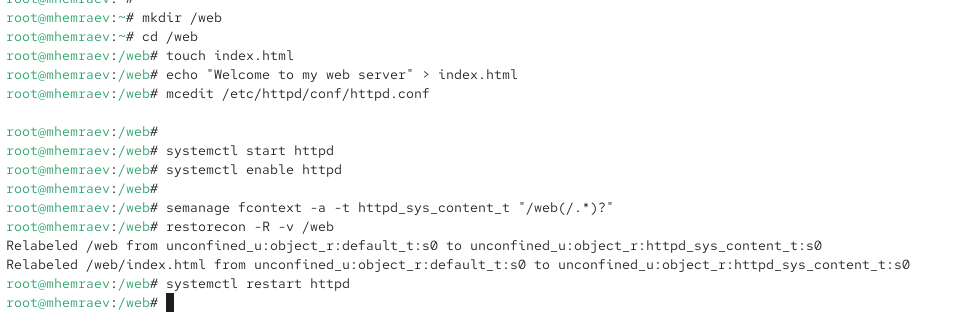 root@mhemraev:~# mkdir /web
root@mhemraev:~# cd /web
root@mhemraev:/web# touch index.html
root@mhemraev:/web# echo "Welcome to my web server" > index.html
root@mhemraev:/web# mcedit /etc/httpd/conf/httpd.conf
root@mhemraev:/web#
root@mhemraev:/web# systemctl start httpd
root@mhemraev:/web# systemctl enable httpd
root@mhemraev:/web#
root@mhemraev:/web# semanage fcontext -a -t httpd_sys_content_t "/web(/.*)?"
root@mhemraev:/web# restorecon -R -v /web
Relabeled /web from unconfined_u:object_r:default_t:s0 to unconfined_u:object_r:httpd_sys_content_t:s0
Relabeled /web/index.html from unconfined_u:object_r:default_t:s0 to unconfined_u:object_r:httpd_sys_content_t:s0
root@mhemraev:/web# systemctl restart httpd
root@mhemraev:/web#